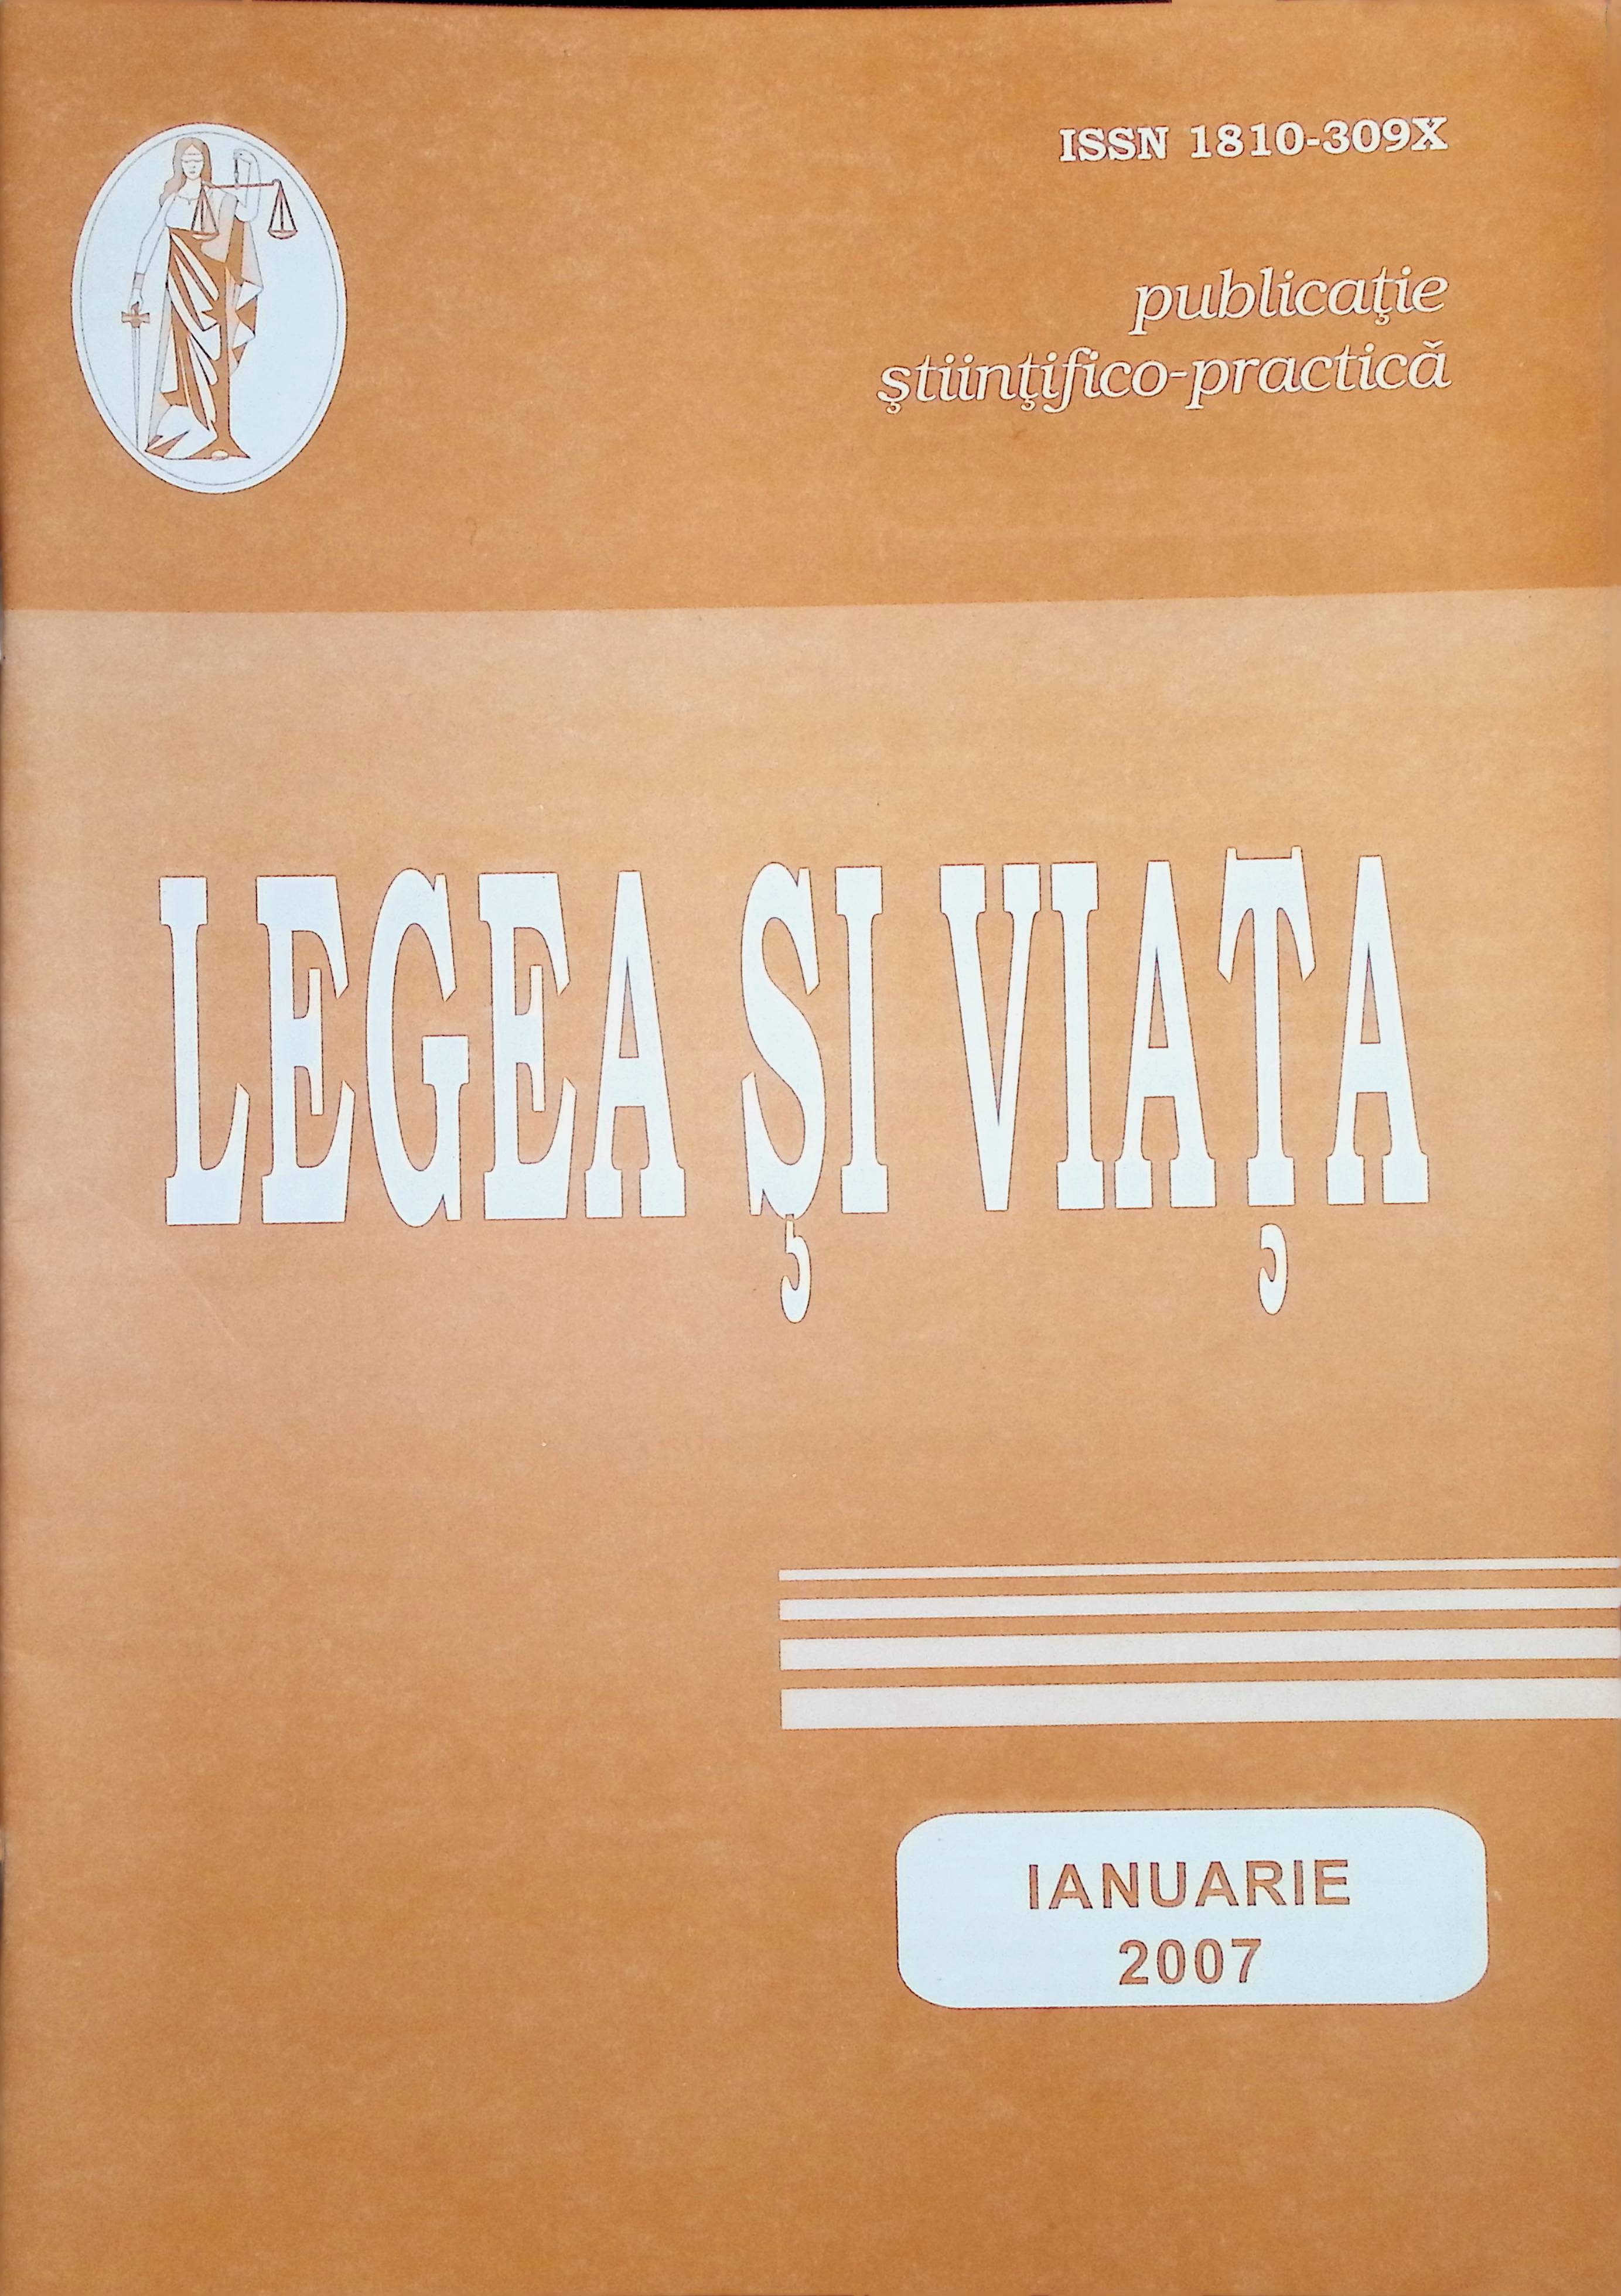 ISSN 1810-309X
publicaţie
ştiinţifico-practică
LEGEA ŞI VIAŢA
IANUARIE
2007